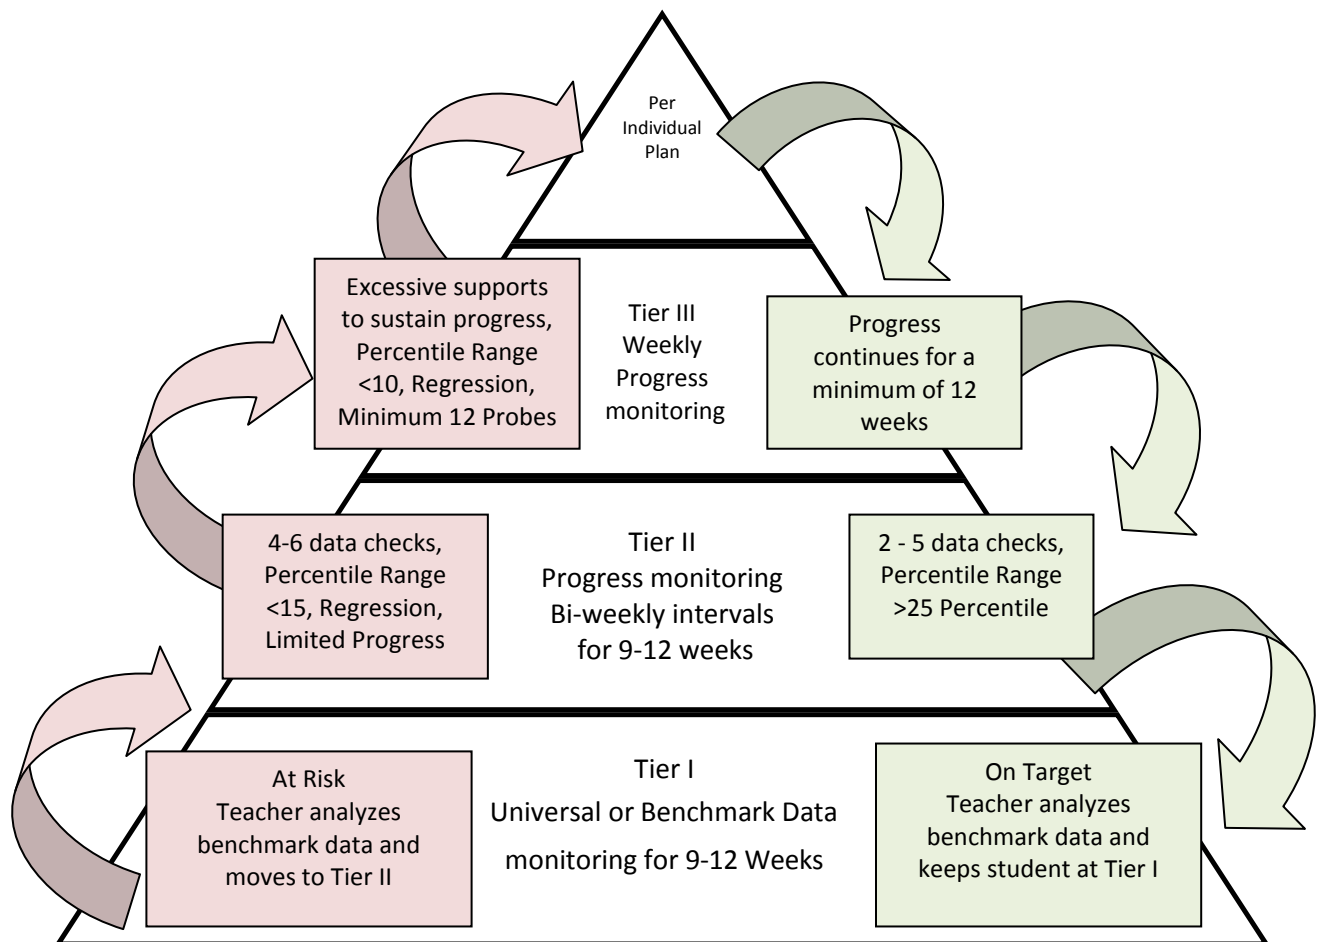 Per
Individual
Plan
Excessive supports
to sustain progress,
Percentile Range
<10, Regression,
Minimum 12 Probes
Tier III
Weekly
Progress
monitoring
Progress
continues for a
minimum of 12
weeks
4-6 data checks,
Percentile Range
<15, Regression,
Limited Progress
Tier II
Progress monitoring
Bi-weekly intervals
for 9-12 weeks
2 - 5 data checks,
Percentile Range
>25 Percentile
At Risk
Teacher analyzes
benchmark data and
moves to Tier II
Tier I
Universal or Benchmark Data
monitoring for 9-12 Weeks
On Target
Teacher analyzes
benchmark data and
keeps student at Tier I